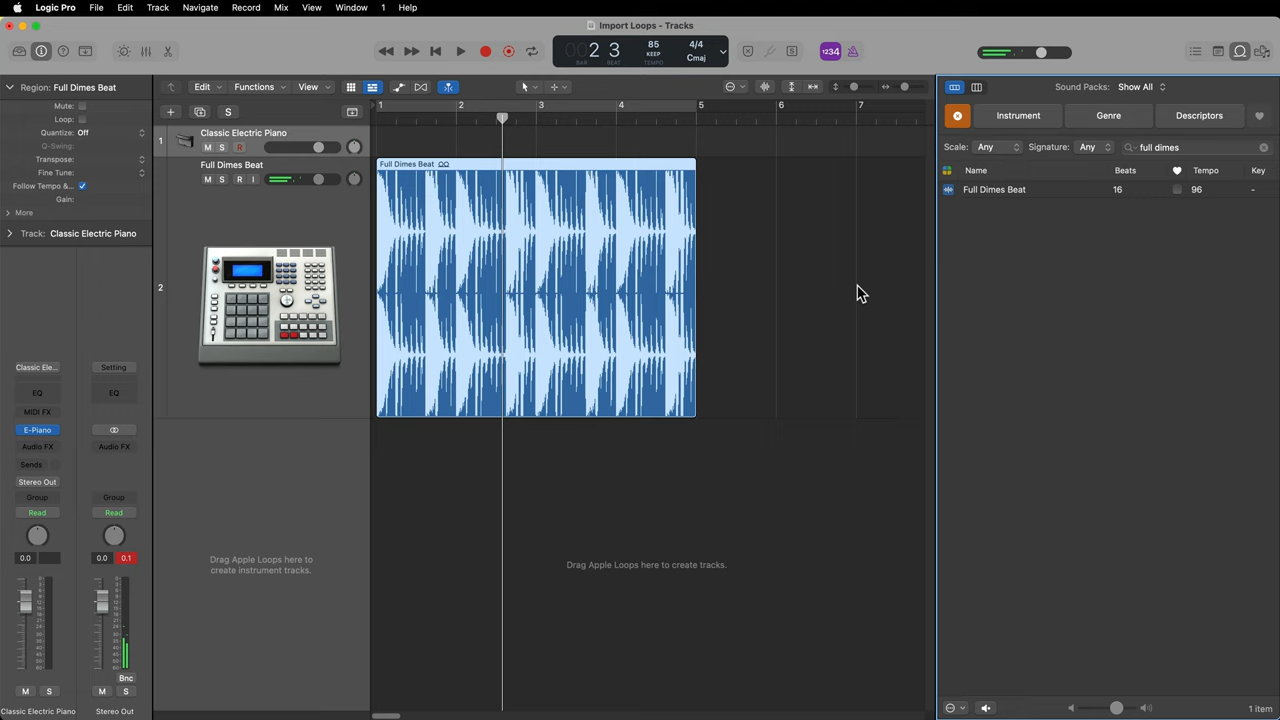 Logic Pro File Edit Track Navigate Record Mix View Window 1 Help
Import Loops - Tracks
002 3 85 4/4
KEEP Cmaj
BAR BEAT TEMPO
1234
Region: Full Dimes Beat
Mute:
Loop:
Quantize: Off
Q-Swing:
Transpose:
Fine Tune:
Follow Tempo &...
Gain:
More
Track: Classic Electric Piano
Edit Functions View
S
1 2 3 4 5 6 7
1 Classic Electric Piano
M S R
Full Dimes Beat
M S R I
2
Full Dimes Beat
Sound Packs: Show All
Instrument Genre Descriptors
Scale: Any Signature: Any full dimes
Name Beats Tempo Key
Full Dimes Beat 16 96 -
Classic Ele... Setting
EQ EQ
MIDI FX
E-Piano
Audio FX Audio FX
Sends
Stereo Out
Group Group
Read Read
0.0 0.0 0.1
Bnc
M S M S
Classic Electric Piano Stereo Out
Drag Apple Loops here to
create instrument tracks.
Drag Apple Loops here to create tracks.
1 item